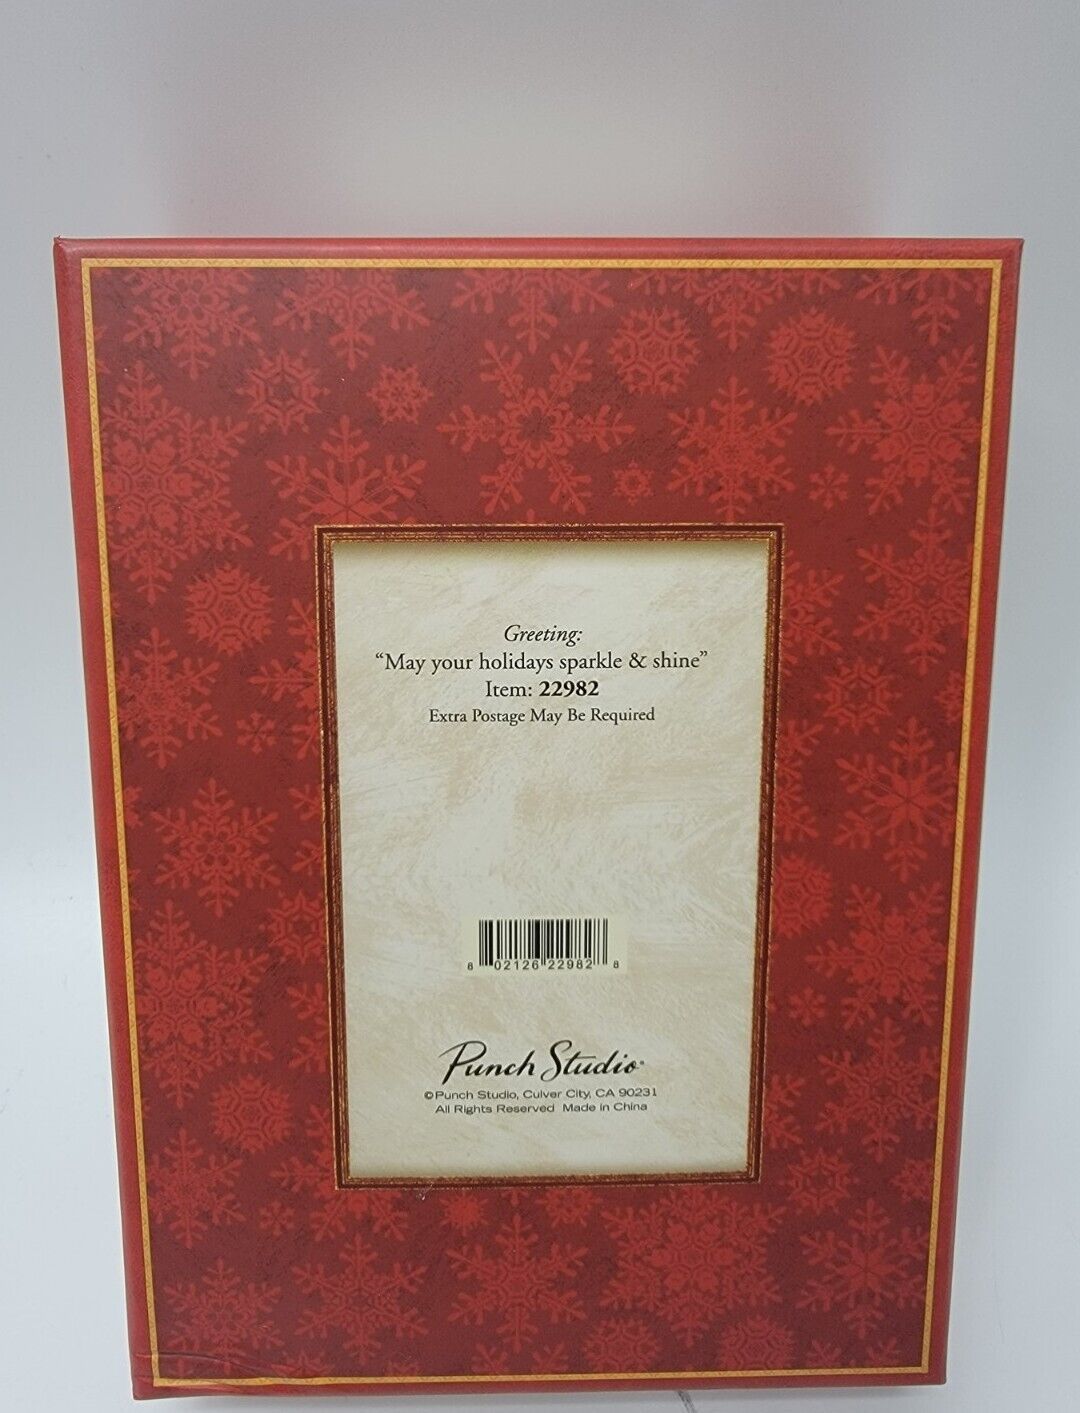 Greeting:
“May your holidays sparkle & shine”
Item: 22982
Extra Postage May Be Required
8 02126 22982 8
Punch Studio
©Punch Studio, Culver City, CA 90231
All Rights Reserved Made in China